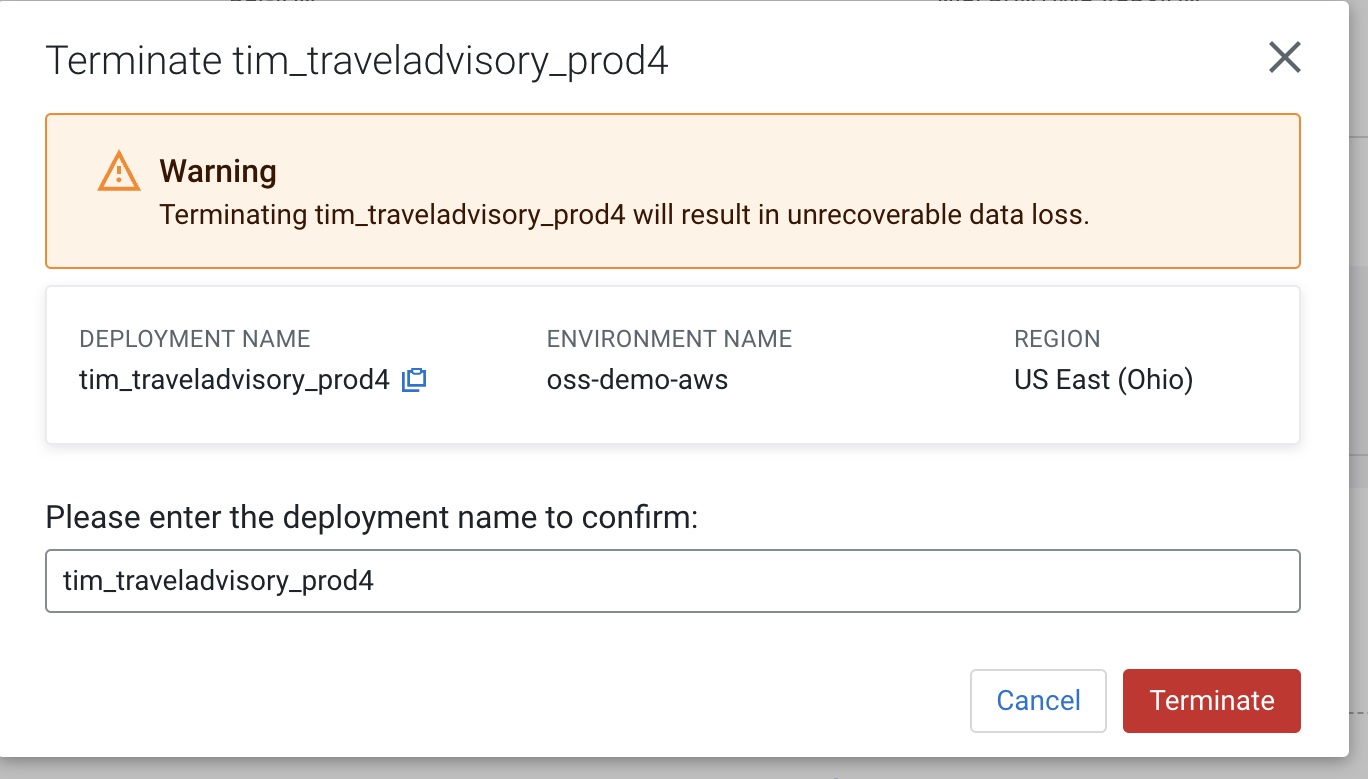 Terminate tim_traveladvisory_prod4
Warning
Terminating tim_traveladvisory_prod4 will result in unrecoverable data loss.
DEPLOYMENT NAME ENVIRONMENT NAME REGION
tim_traveladvisory_prod4 oss-demo-aws US East (Ohio)
Please enter the deployment name to confirm:
tim_traveladvisory_prod4
Cancel Terminate